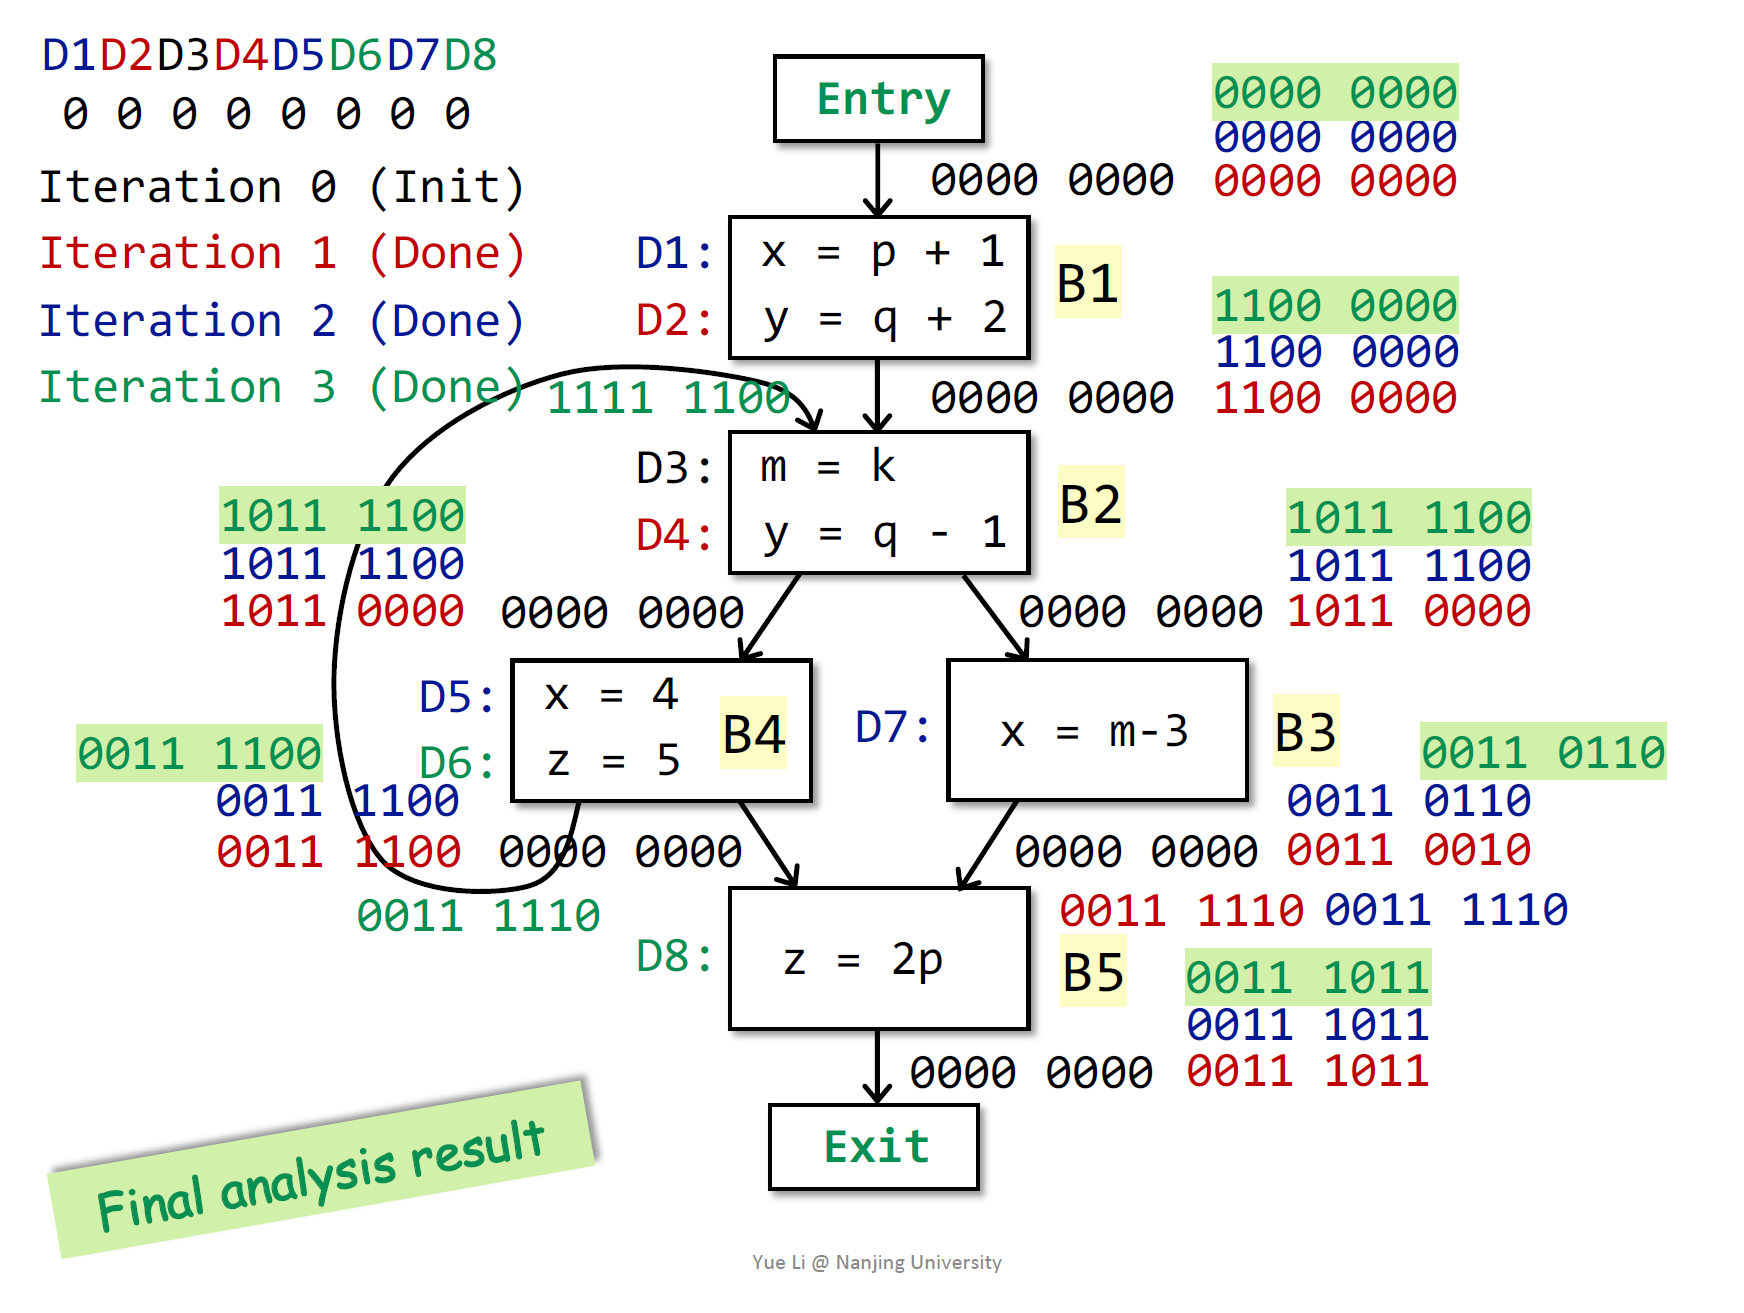 D1D2D3D4D5D6D7D8
0 0 0 0 0 0 0 0
Iteration 0 (Init)
Iteration 1 (Done)
Iteration 2 (Done)
Iteration 3 (Done)
Entry
0000 0000
0000 0000
0000 0000 0000 0000
D1: x = p + 1
D2: y = q + 2
B1
1100 0000
1100 0000
1111 1100 0000 0000 1100 0000
D3: m = k
D4: y = q - 1
B2
1011 1100 1011 1100
1011 1100 1011 1100
1011 0000 0000 0000 0000 0000 1011 0000
D5: x = 4
D6: z = 5
B4
D7: x = m-3
B3
0011 1100 0011 0110
0011 1100 0011 0110
0011 1100 0000 0000 0000 0000 0011 0010
0011 1110 0011 1110 0011 1110
D8: z = 2p
B5
0011 1011
0011 1011
0000 0000 0011 1011
Exit
Final analysis result
Yue Li @ Nanjing University